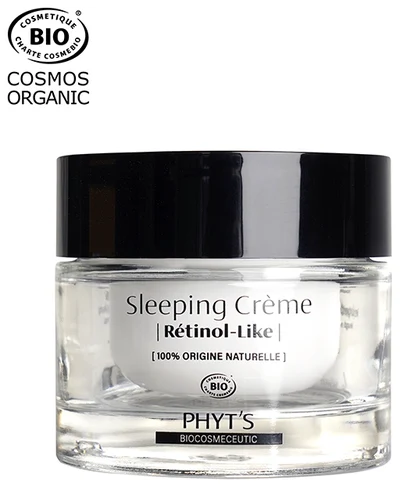 COSMETIQUE
BIO
CHARTE COSMEBIO
COSMOS
ORGANIC
Sleeping Crème
|Rétinol-Like|
[100% ORIGINE NATURELLE]
BIO
PHYT'S
BIOCOSMECEUTIC